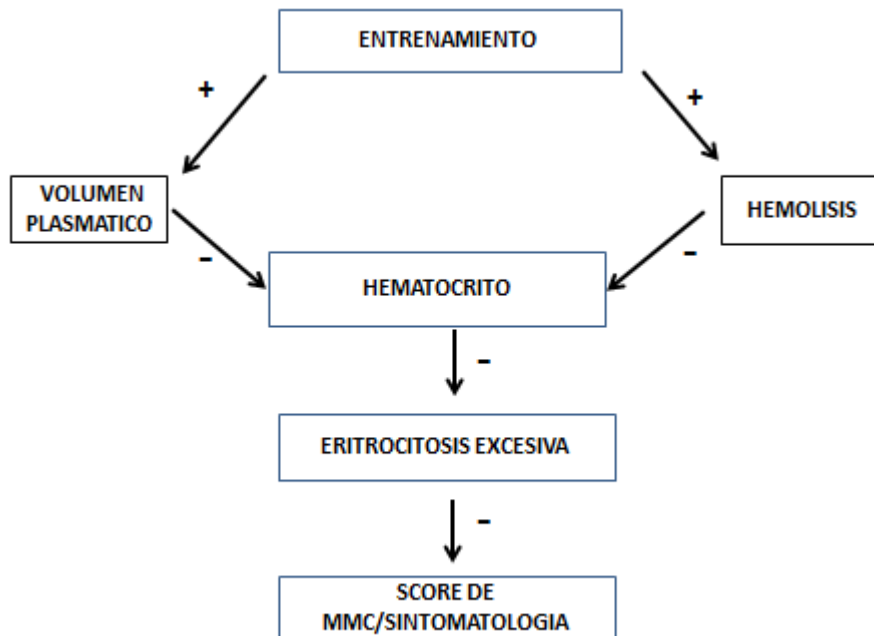 ENTRENAMIENTO
+
+
VOLUMEN
PLASMATICO
HEMOLISIS
-
-
HEMATOCRITO
-
ERITROCITOSIS EXCESIVA
-
SCORE DE
MMC/SINTOMATOLOGIA